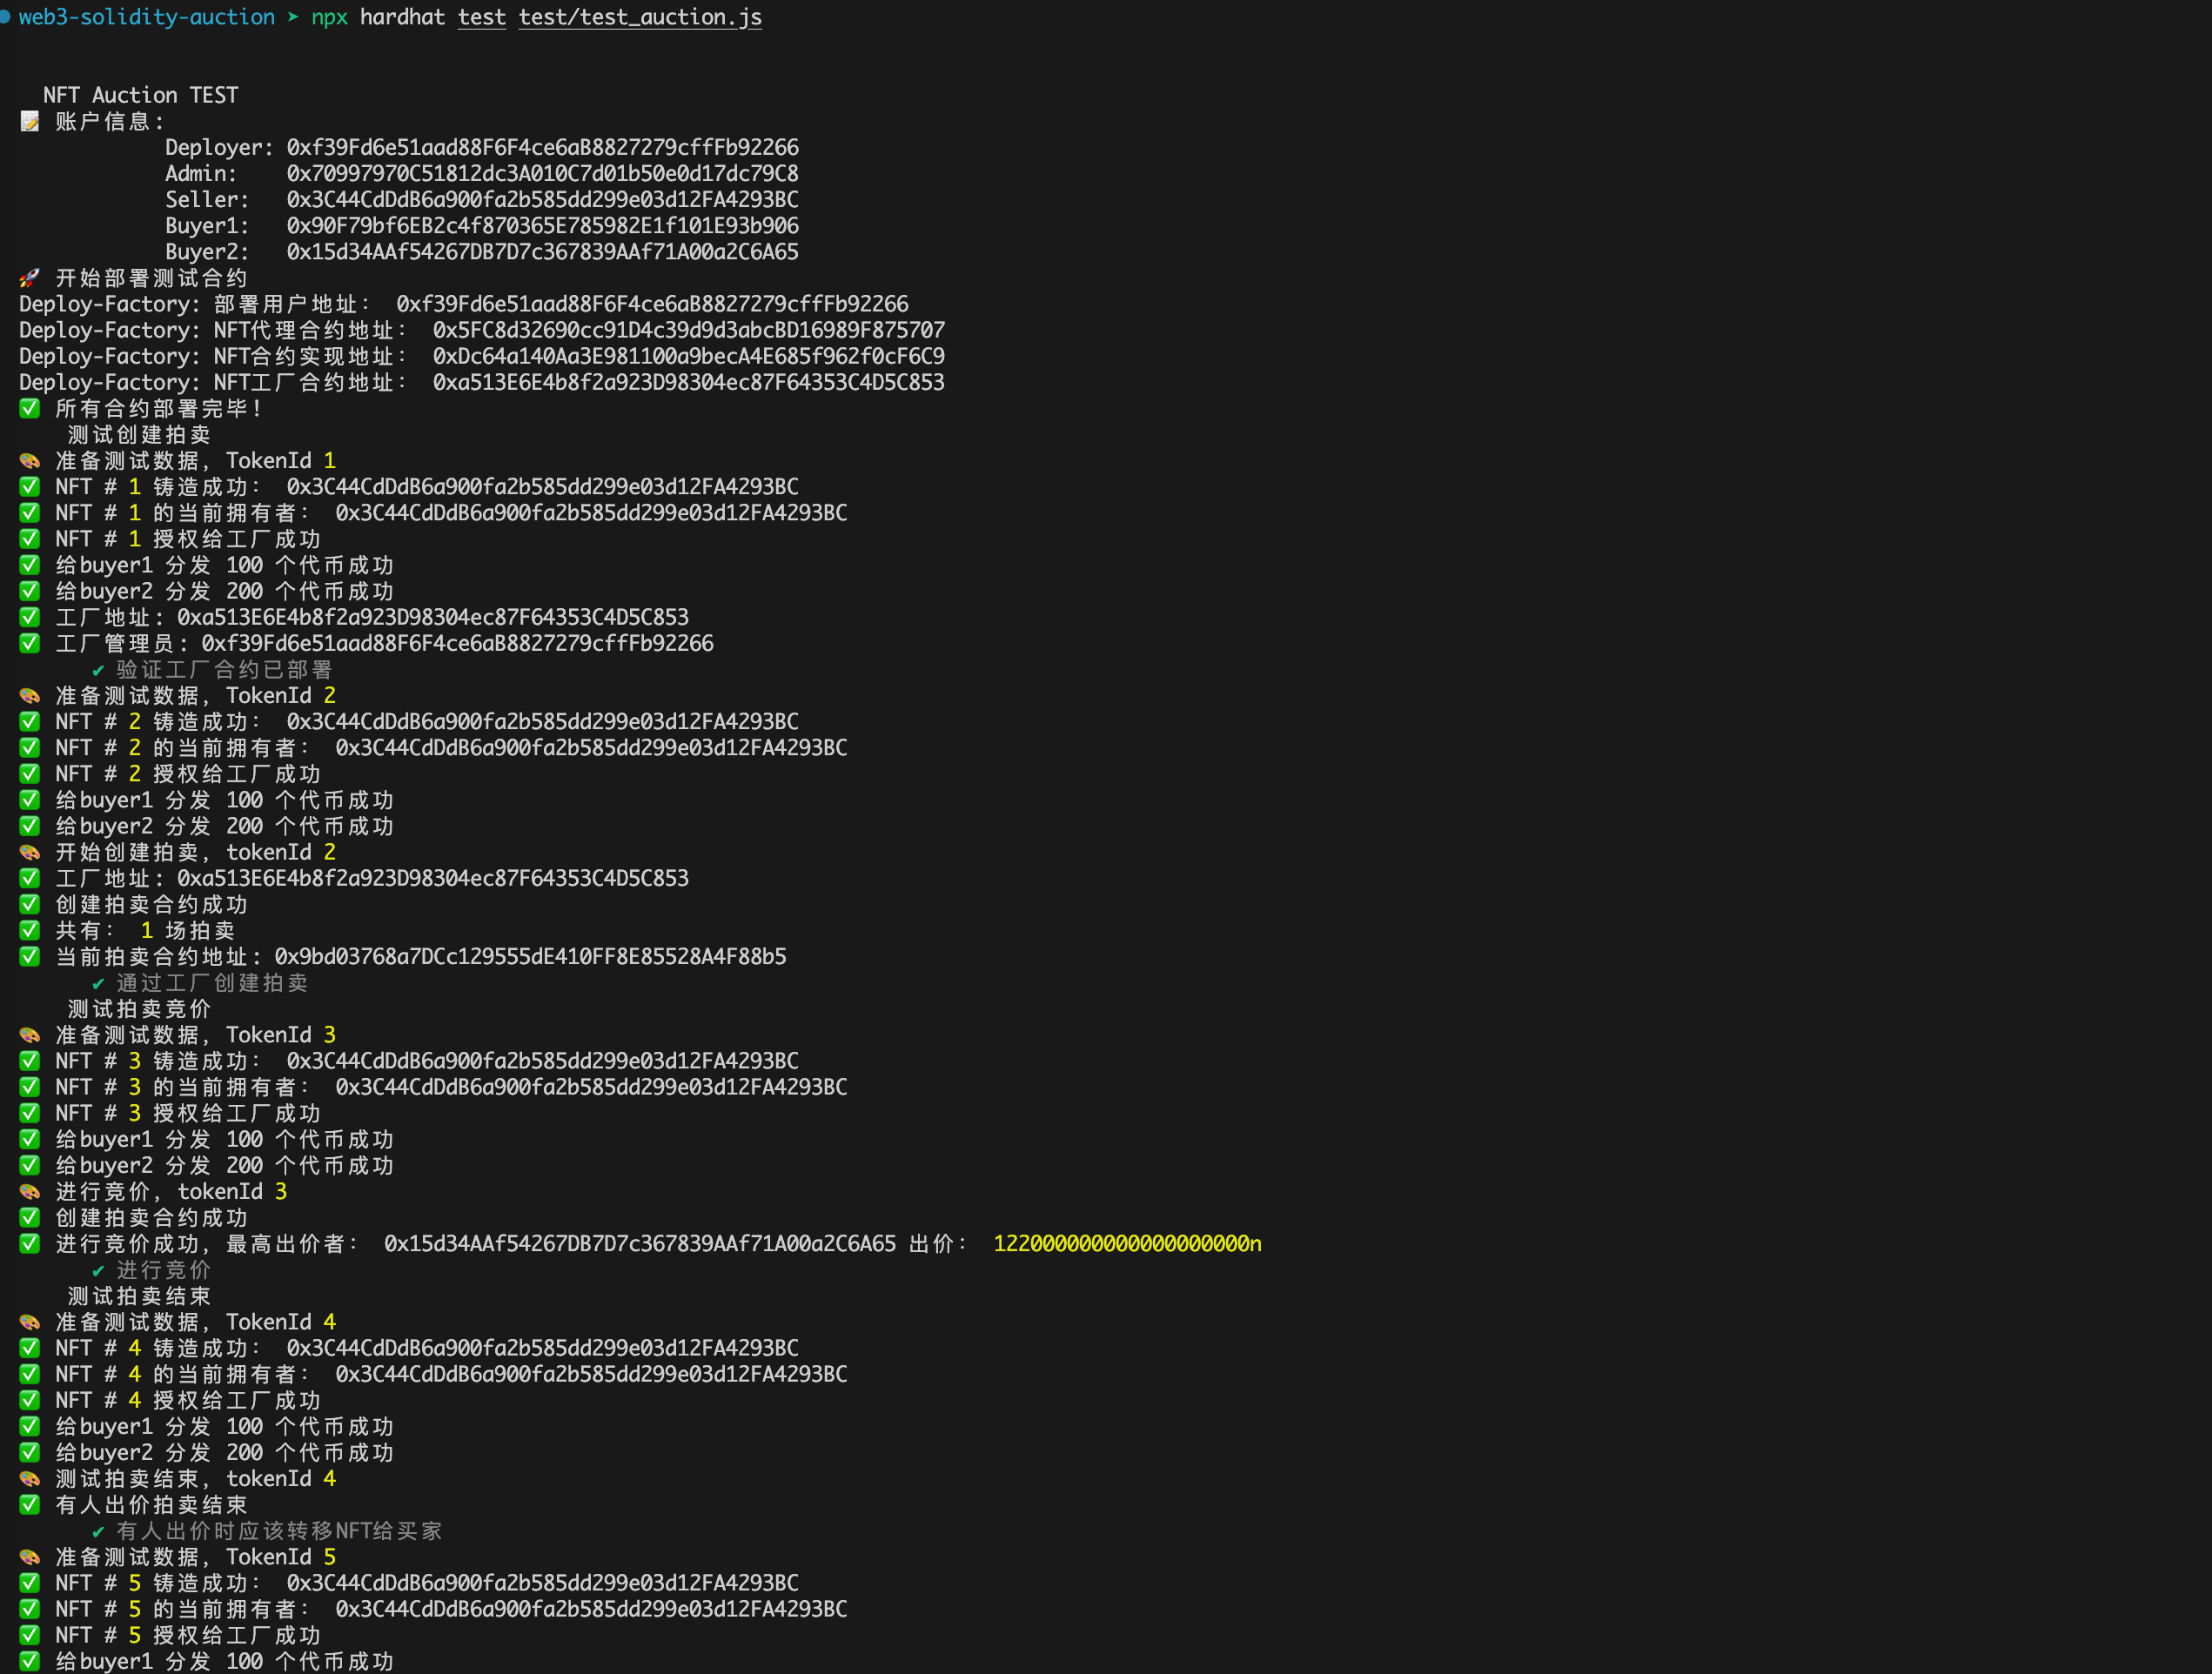 web3-solidity-auction ➤ npx hardhat test test/test_auction.js
NFT Auction TEST
📝 账户信息:
Deployer: 0xf39Fd6e51aad88F6F4ce6aB8827279cffFb92266
Admin: 0x70997970C51812dc3A010C7d01b50e0d17dc79C8
Seller: 0x3C44CdDdB6a900fa2b585dd299e03d12FA4293BC
Buyer1: 0x90F79bf6EB2c4f870365E785982E1f101E93b906
Buyer2: 0x15d34AAf54267DB7D7c367839AAf71A00a2C6A65
🚀 开始部署测试合约
Deploy-Factory: 部署用户地址: 0xf39Fd6e51aad88F6F4ce6aB8827279cffFb92266
Deploy-Factory: NFT代理合约地址: 0x5FC8d32690cc91D4c39d9d3abcBD16989F875707
Deploy-Factory: NFT合约实现地址: 0xDc64a140Aa3E981100a9becA4E685f962f0cF6C9
Deploy-Factory: NFT工厂合约地址: 0xa513E6E4b8f2a923D98304ec87F64353C4D5C853
✅ 所有合约部署完毕!
测试创建拍卖
🎨 准备测试数据, TokenId 1
✅ NFT # 1 铸造成功: 0x3C44CdDdB6a900fa2b585dd299e03d12FA4293BC
✅ NFT # 1 的当前拥有者: 0x3C44CdDdB6a900fa2b585dd299e03d12FA4293BC
✅ NFT # 1 授权给工厂成功
✅ 给buyer1 分发 100 个代币成功
✅ 给buyer2 分发 200 个代币成功
✅ 工厂地址: 0xa513E6E4b8f2a923D98304ec87F64353C4D5C853
✅ 工厂管理员: 0xf39Fd6e51aad88F6F4ce6aB8827279cffFb92266
✔ 验证工厂合约已部署
🎨 准备测试数据, TokenId 2
✅ NFT # 2 铸造成功: 0x3C44CdDdB6a900fa2b585dd299e03d12FA4293BC
✅ NFT # 2 的当前拥有者: 0x3C44CdDdB6a900fa2b585dd299e03d12FA4293BC
✅ NFT # 2 授权给工厂成功
✅ 给buyer1 分发 100 个代币成功
✅ 给buyer2 分发 200 个代币成功
🎨 开始创建拍卖, tokenId 2
✅ 工厂地址: 0xa513E6E4b8f2a923D98304ec87F64353C4D5C853
✅ 创建拍卖合约成功
✅ 共有: 1 场拍卖
✅ 当前拍卖合约地址: 0x9bd03768a7DCc129555dE410FF8E85528A4F88b5
✔ 通过工厂创建拍卖
测试拍卖竞价
🎨 准备测试数据, TokenId 3
✅ NFT # 3 铸造成功: 0x3C44CdDdB6a900fa2b585dd299e03d12FA4293BC
✅ NFT # 3 的当前拥有者: 0x3C44CdDdB6a900fa2b585dd299e03d12FA4293BC
✅ NFT # 3 授权给工厂成功
✅ 给buyer1 分发 100 个代币成功
✅ 给buyer2 分发 200 个代币成功
🎨 进行竞价, tokenId 3
✅ 创建拍卖合约成功
✅ 进行竞价成功, 最高出价者: 0x15d34AAf54267DB7D7c367839AAf71A00a2C6A65 出价: 122000000000000000000n
✔ 进行竞价
测试拍卖结束
🎨 准备测试数据, TokenId 4
✅ NFT # 4 铸造成功: 0x3C44CdDdB6a900fa2b585dd299e03d12FA4293BC
✅ NFT # 4 的当前拥有者: 0x3C44CdDdB6a900fa2b585dd299e03d12FA4293BC
✅ NFT # 4 授权给工厂成功
✅ 给buyer1 分发 100 个代币成功
✅ 给buyer2 分发 200 个代币成功
🎨 测试拍卖结束, tokenId 4
✅ 有人出价拍卖结束
✔ 有人出价时应该转移NFT给买家
🎨 准备测试数据, TokenId 5
✅ NFT # 5 铸造成功: 0x3C44CdDdB6a900fa2b585dd299e03d12FA4293BC
✅ NFT # 5 的当前拥有者: 0x3C44CdDdB6a900fa2b585dd299e03d12FA4293BC
✅ NFT # 5 授权给工厂成功
✅ 给buyer1 分发 100 个代币成功